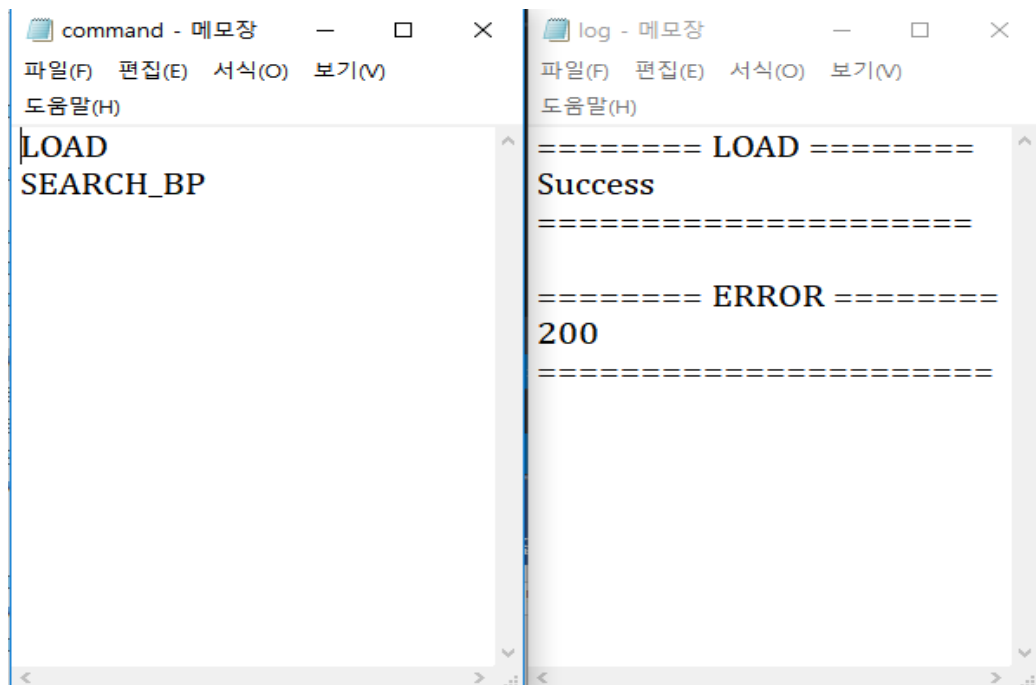 command - 메모장
파일(F) 편집(E) 서식(O) 보기(V)
도움말(H)
LOAD
SEARCH_BP
log - 메모장
파일(F) 편집(E) 서식(O) 보기(V)
도움말(H)
======== LOAD ========
Success
=====================

======== ERROR ========
200
======================